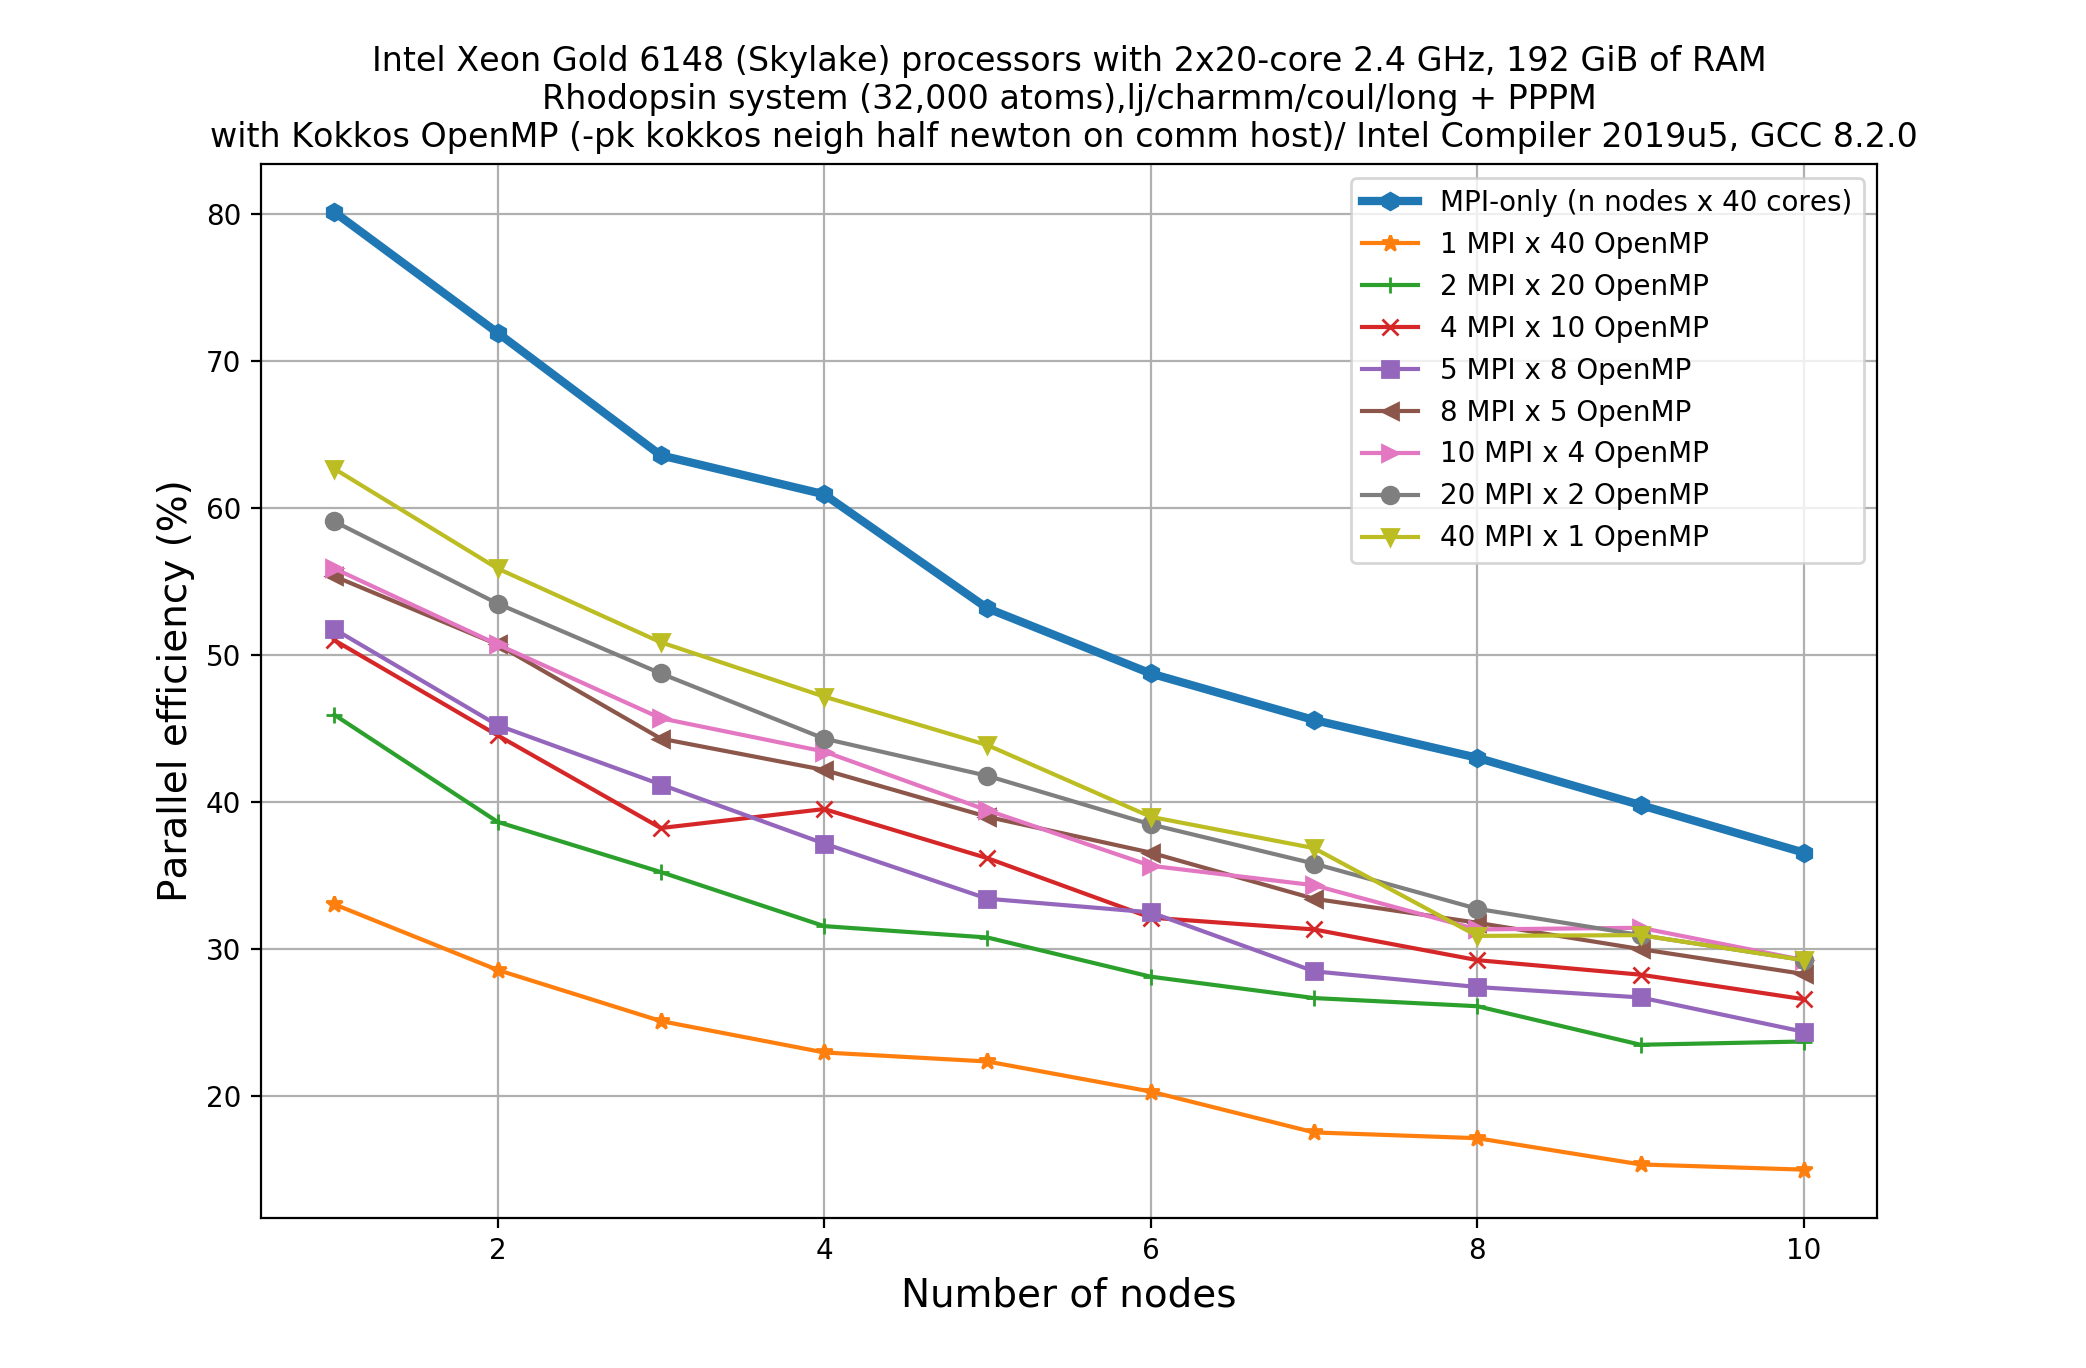 Intel Xeon Gold 6148 (Skylake) processors with 2x20-core 2.4 GHz, 192 GiB of RAM
Rhodopsin system (32,000 atoms),lj/charmm/coul/long + PPPM
with Kokkos OpenMP (-pk kokkos neigh half newton on comm host)/ Intel Compiler 2019u5, GCC 8.2.0
MPI-only (n nodes x 40 cores)
1 MPI x 40 OpenMP
2 MPI x 20 OpenMP
4 MPI x 10 OpenMP
5 MPI x 8 OpenMP
8 MPI x 5 OpenMP
10 MPI x 4 OpenMP
20 MPI x 2 OpenMP
40 MPI x 1 OpenMP
Parallel efficiency (%)
80
70
60
50
40
30
20
2 4 6 8 10
Number of nodes